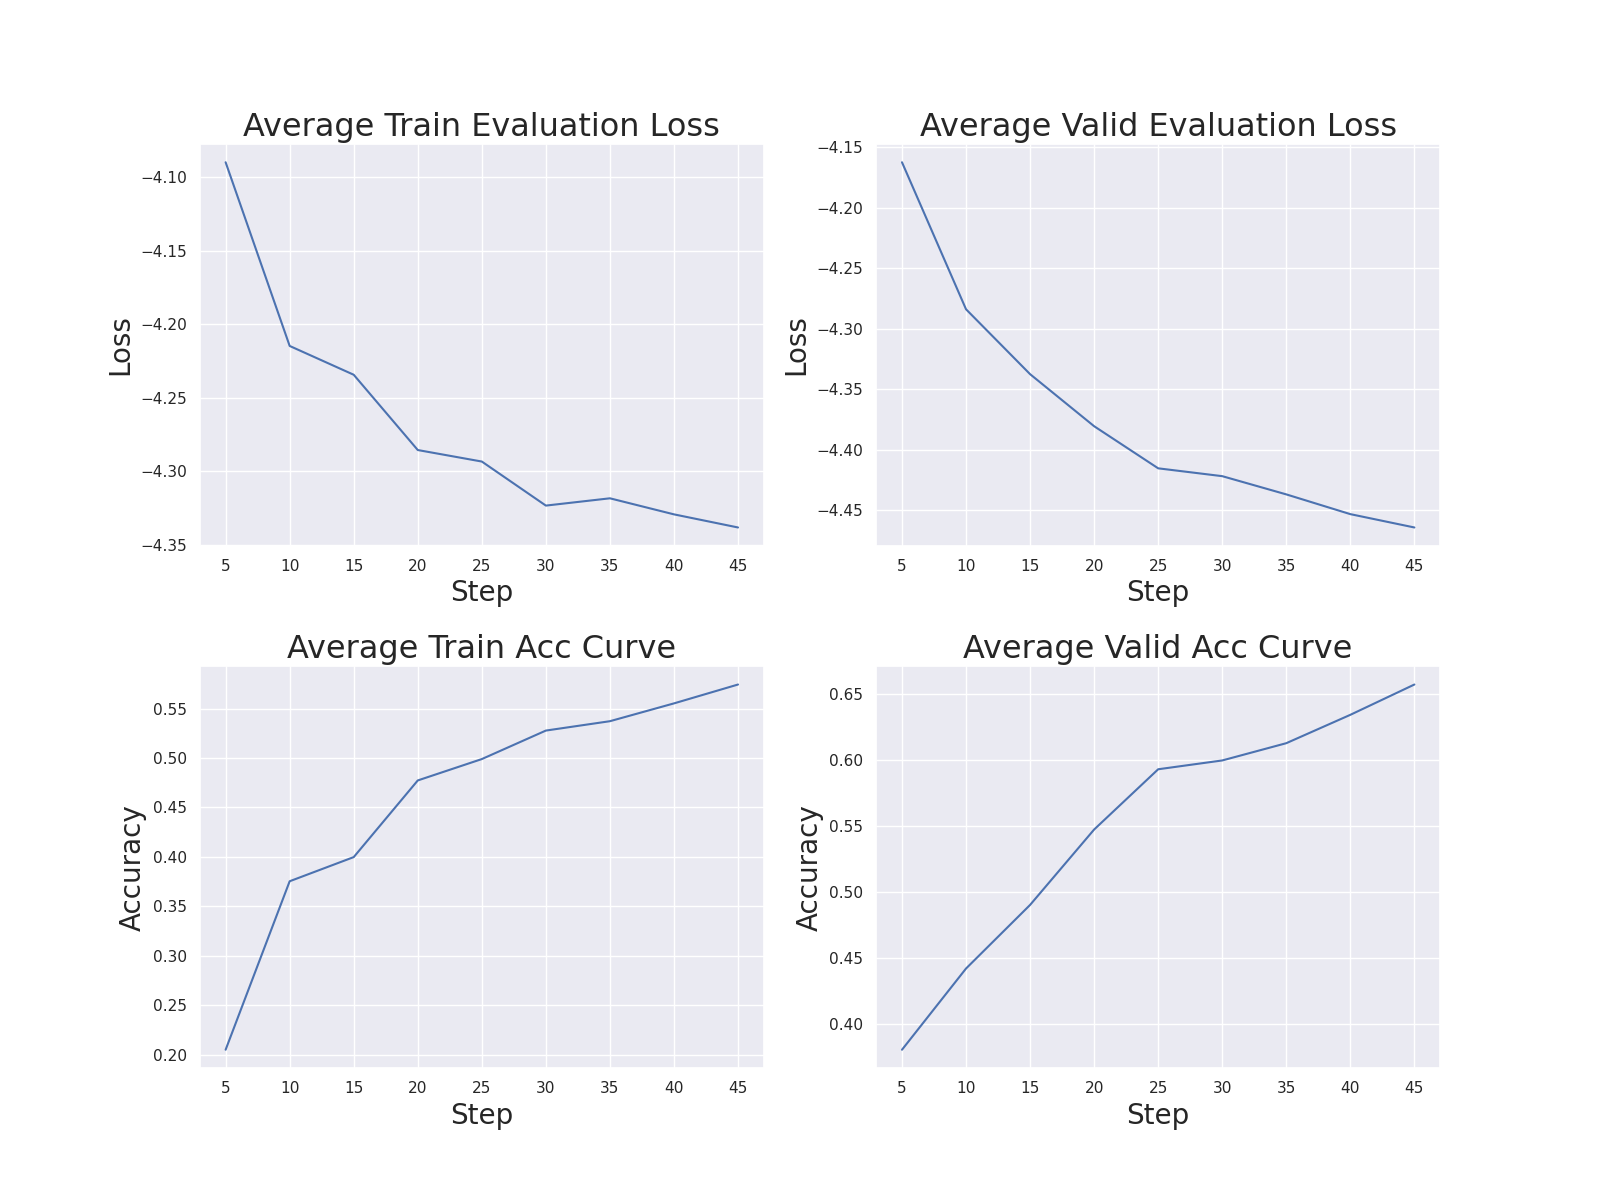 Average Train Evaluation Loss
−4.10
−4.15
−4.20
−4.25
−4.30
−4.35
Loss
5 10 15 20 25 30 35 40 45
Step
Average Valid Evaluation Loss
−4.15
−4.20
−4.25
−4.30
−4.35
−4.40
−4.45
Loss
5 10 15 20 25 30 35 40 45
Step
Average Train Acc Curve
0.55
0.50
0.45
0.40
0.35
0.30
0.25
0.20
Accuracy
5 10 15 20 25 30 35 40 45
Step
Average Valid Acc Curve
0.65
0.60
0.55
0.50
0.45
0.40
Accuracy
5 10 15 20 25 30 35 40 45
Step